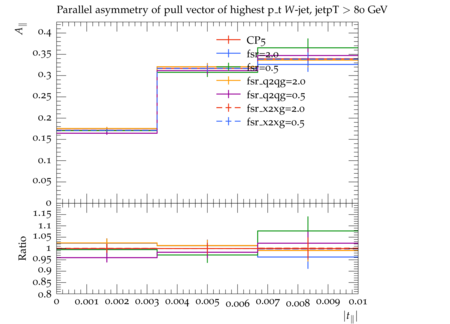 Parallel asymmetry of pull vector of highest p_t W-jet, jetpT > 80 GeV
A∥
0.4
0.35
0.3
0.25
0.2
0.15
0.1
0.05
0
CP5
fsr=2.0
fsr=0.5
fsr_q2qg=2.0
fsr_q2qg=0.5
fsr_x2xg=2.0
fsr_x2xg=0.5
Ratio
1.15
1.1
1.05
1
0.95
0.9
0.85
0.8
0 0.001 0.002 0.003 0.004 0.005 0.006 0.007 0.008 0.009 0.01
|t∥|